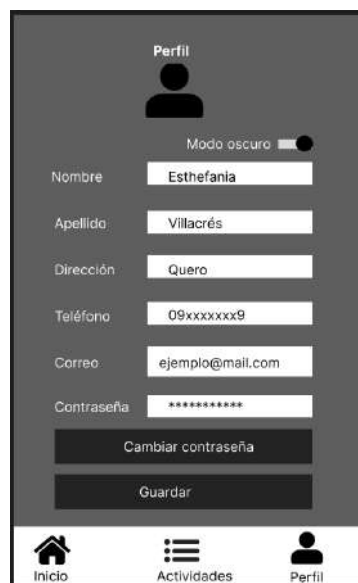 Perfil
Modo oscuro
Nombre Esthefania
Apellido Villacrés
Dirección Quero
Teléfono 09xxxxxxx9
Correo ejemplo@mail.com
Contraseña ***********
Cambiar contraseña
Guardar
Inicio Actividades Perfil